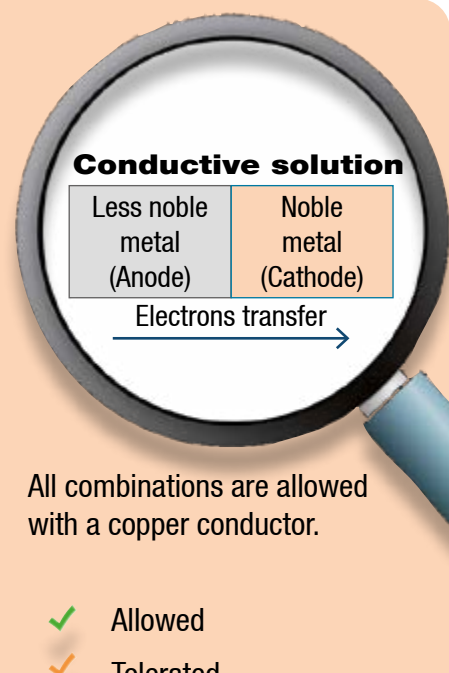 Conductive solution
Less noble
metal
(Anode)
Noble
metal
(Cathode)
Electrons transfer
All combinations are allowed
with a copper conductor.
Allowed
Tolerated